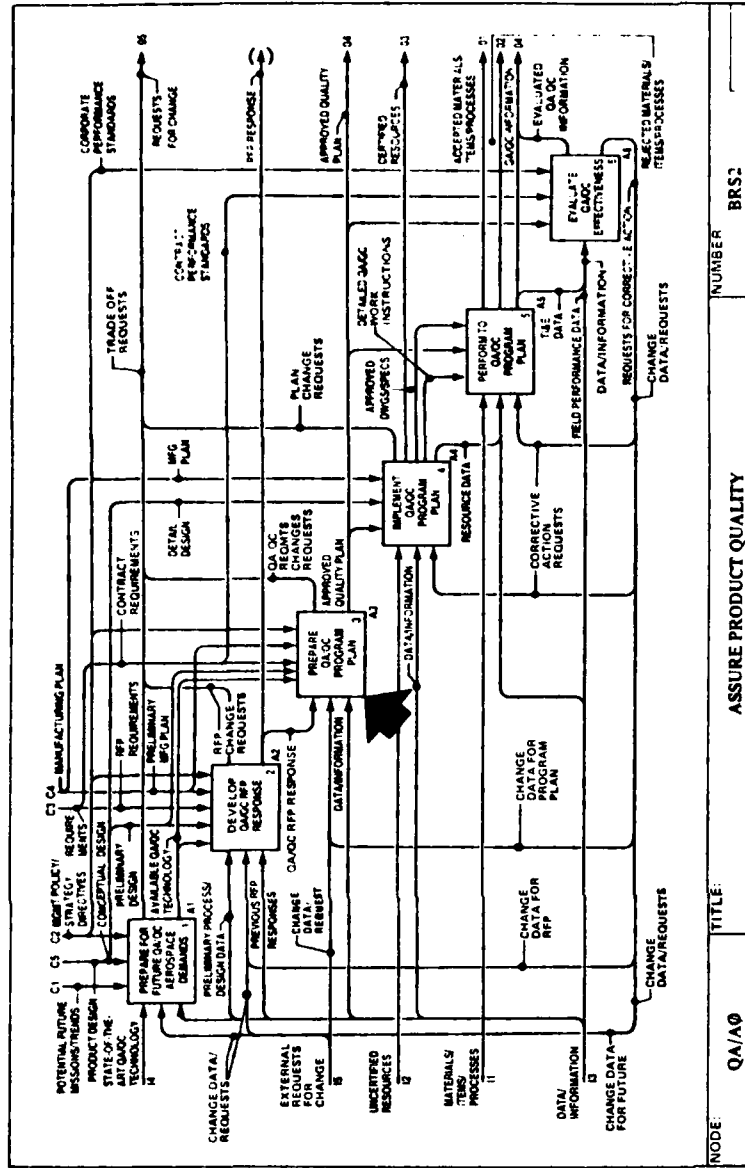 CORPORATE
PERFORMANCE
STANDARDS
REQUESTS
FOR CHANGE
RESPONSE
APPROVED QUALITY
PLAN
CERTIFIED
RESOURCES
ACCEPTED MATERIALS
ITEMS/PROCESSES
QA/QC INFORMATION
EVALUATED
QA/QC
INFORMATION
REJECTED MATERIALS/
ITEMS/PROCESSES
TRADE OFF
REQUESTS
CONTRACT
PERFORMANCE
STANDARDS
DETAILED QA/QC
WORK
INSTRUCTIONS
APPROVED
DWGS/SPECS
PLAN
CHANGE
REQUESTS
MFG
PLAN
DETAIL
DESIGN
CONTRACT
REQUIREMENTS
QA/QC
REQMTS
CHANGES
REQUESTS
APPROVED
QUALITY PLAN
C4 MANUFACTURING PLAN
RFP
REQUIREMENTS
PRELIMINARY
MFG PLAN
RFP
CHANGE
REQUESTS
C3
REQUIRE
MENTS
C2 MGMT POLICY/
STRATEGY
DIRECTIVES
CONCEPTUAL DESIGN
PRELIMINARY
DESIGN
AVAILABLE QA/QC
TECHNOLOGY
C5
C1
POTENTIAL FUTURE
MISSIONS/TRENDS
PRODUCT DESIGN
STATE-OF-THE-
ART QA/QC
TECHNOLOGY
I4
PREPARE FOR
FUTURE QA/QC
AEROSPACE
DEMANDS
1
A1
DEVELOP
QA/QC RFP
RESPONSE
2
A2
PREPARE
QA/QC
PROGRAM
PLAN
3
A3
IMPLEMENT
QA/QC
PROGRAM
PLAN
4
A4
PERFORM TO
QA/QC
PROGRAM
PLAN
5
A5
EVALUATE
QA/QC
EFFECTIVENESS
CHANGE DATA/
REQUESTS
PRELIMINARY PROCESS/
DESIGN DATA
PREVIOUS RFP
RESPONSES
QA/QC RFP RESPONSE
EXTERNAL
REQUESTS
FOR
CHANGE
I5
CHANGE
DATA/
REQUEST
DATA/INFORMATION
UNCERTIFIED
RESOURCES
I2
DATA/INFORMATION
RESOURCE DATA
MATERIALS/
ITEMS/
PROCESSES
I1
CORRECTIVE
ACTION
REQUESTS
T&E
DATA
FIELD PERFORMANCE DATA
DATA/INFORMATION
REQUESTS FOR CORRECTIVE ACTION
DATA/
INFORMATION
I3
CHANGE DATA
FOR FUTURE
CHANGE
DATA FOR
RFP
CHANGE
DATA FOR
PROGRAM
PLAN
CHANGE
DATA/REQUESTS
CHANGE
DATA/REQUESTS
NODE:
QA/AØ
TITLE:
ASSURE PRODUCT QUALITY
NUMBER
BRS2